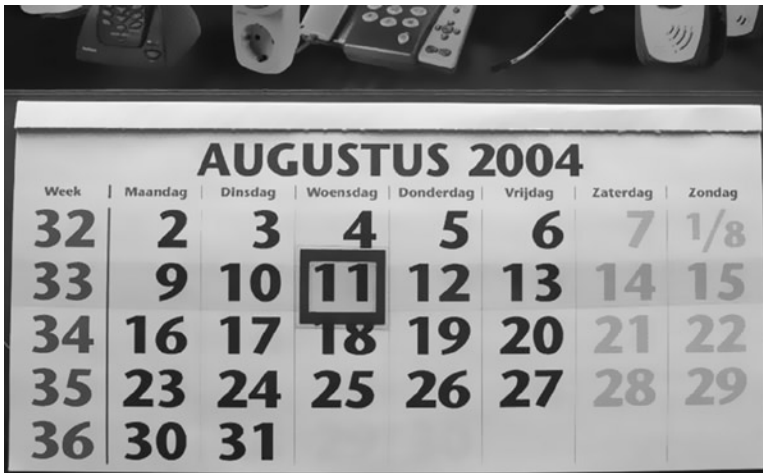 AUGUSTUS 2004
Week Maandag Dinsdag Woensdag Donderdag Vrijdag Zaterdag Zondag
32 2 3 4 5 6 7 1/8
33 9 10 11 12 13 14 15
34 16 17 18 19 20 21 22
35 23 24 25 26 27 28 29
36 30 31